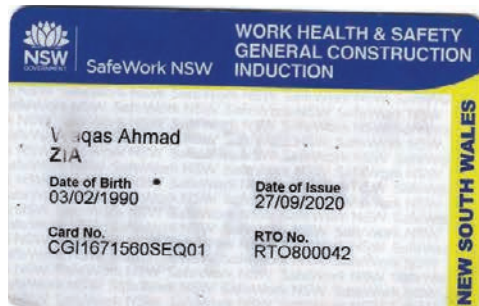 NSW
GOVERNMENT
SafeWork NSW
WORK HEALTH & SAFETY
GENERAL CONSTRUCTION
INDUCTION
Ahmad
ZIA
Date of Birth
03/02/1990
Date of Issue
27/09/2020
Card No.
CGI1671560SEQ01
RTO No.
RTO800042
NEW SOUTH WALES